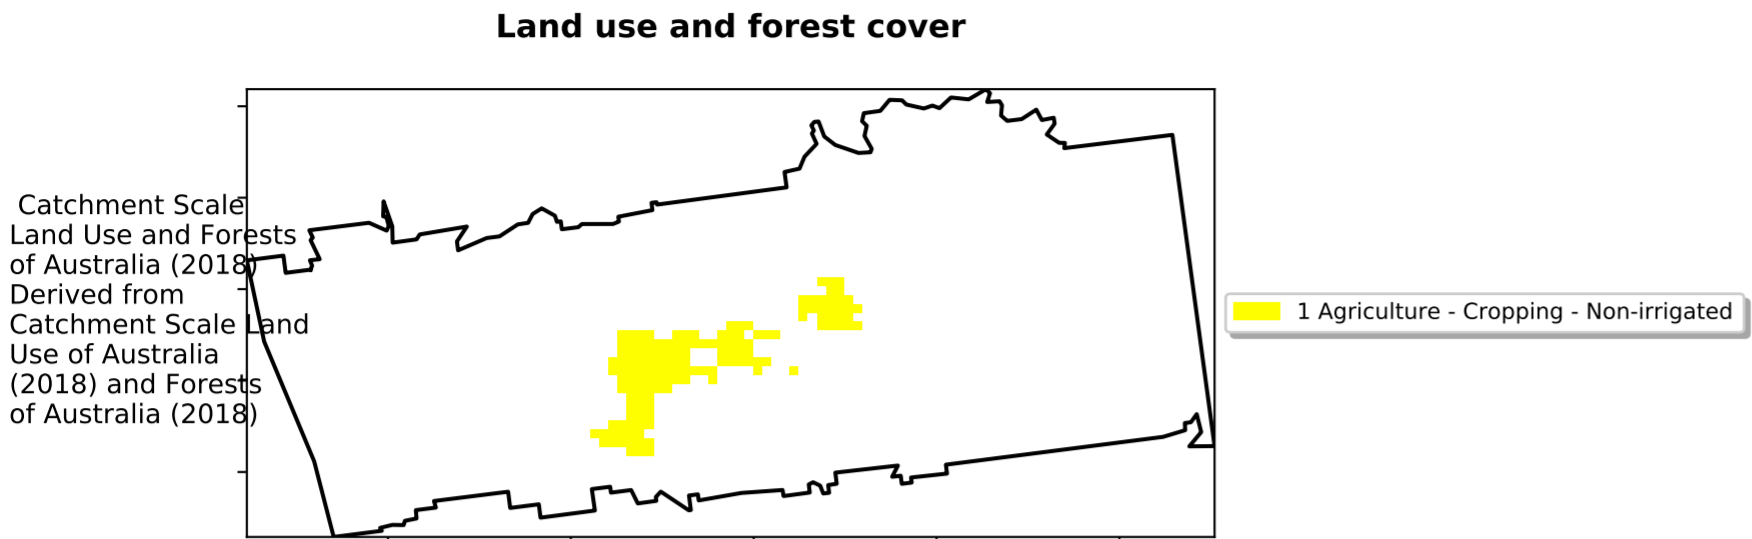 Land use and forest cover
Catchment Scale
Land Use and Forests
of Australia (2018)
Derived from
Catchment Scale Land
Use of Australia
(2018) and Forests
of Australia (2018)
1 Agriculture - Cropping - Non-irrigated